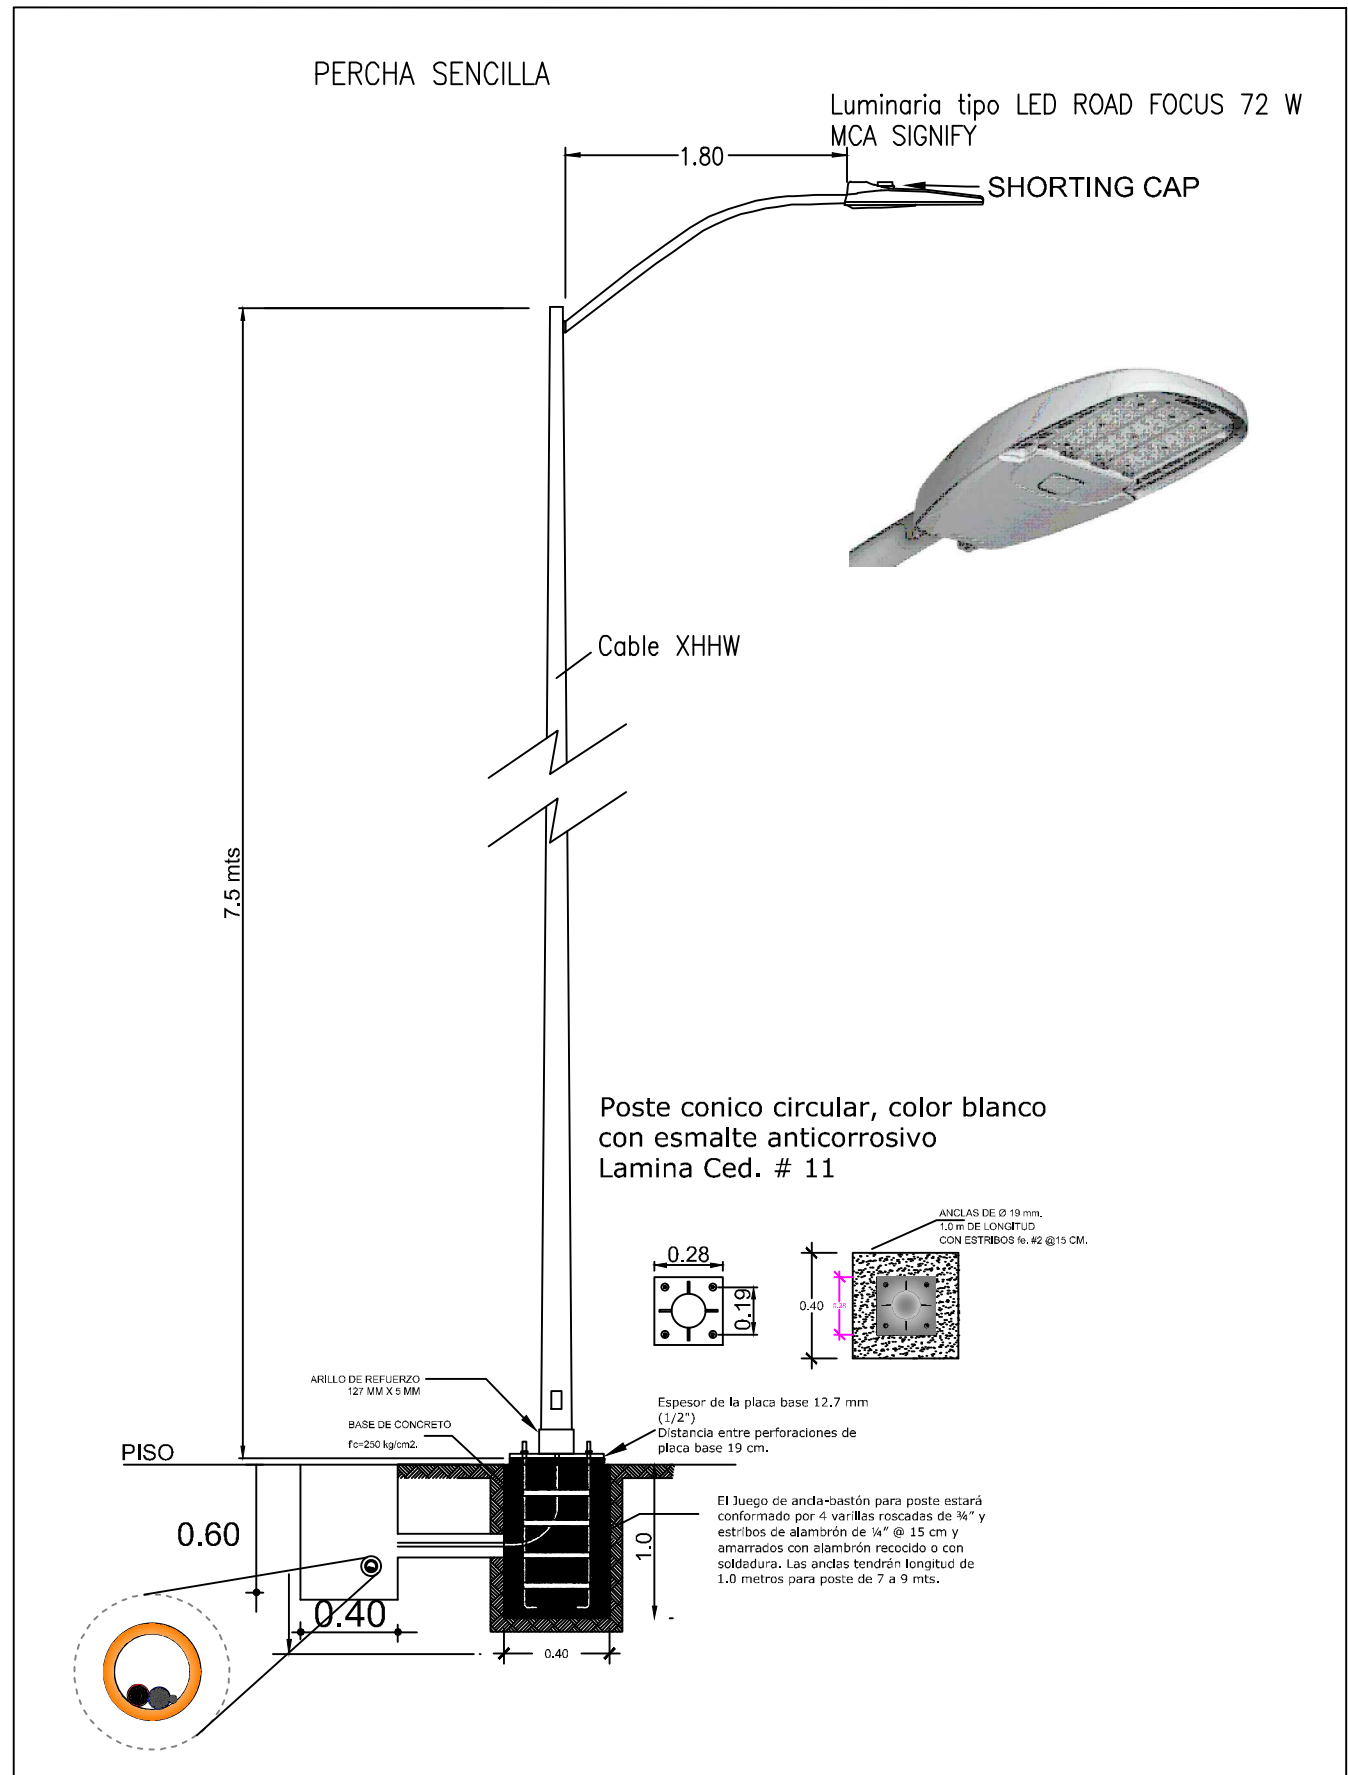 PERCHA SENCILLA
Luminaria tipo LED ROAD FOCUS 72 W
MCA SIGNIFY
1.80
SHORTING CAP
Cable XHHW
7.5 mts
Poste conico circular, color blanco
con esmalte anticorrosivo
Lamina Ced. # 11
ANCLAS DE Ø 19 mm.
1.0 m DE LONGITUD
CON ESTRIBOS fe. #2 @15 CM.
0.28
0.19
0.40
0.28
ARILLO DE REFUERZO
127 MM X 5 MM
BASE DE CONCRETO
f'c=250 kg/cm2.
Espesor de la placa base 12.7 mm
(1/2")
Distancia entre perforaciones de
placa base 19 cm.
PISO
El Juego de ancla-bastón para poste estará
conformado por 4 varillas roscadas de ¾" y
estribos de alambrón de ¼" @ 15 cm y
amarrados con alambrón recocido o con
soldadura. Las anclas tendrán longitud de
1.0 metros para poste de 7 a 9 mts.
0.60
1.0
0.40
0.40